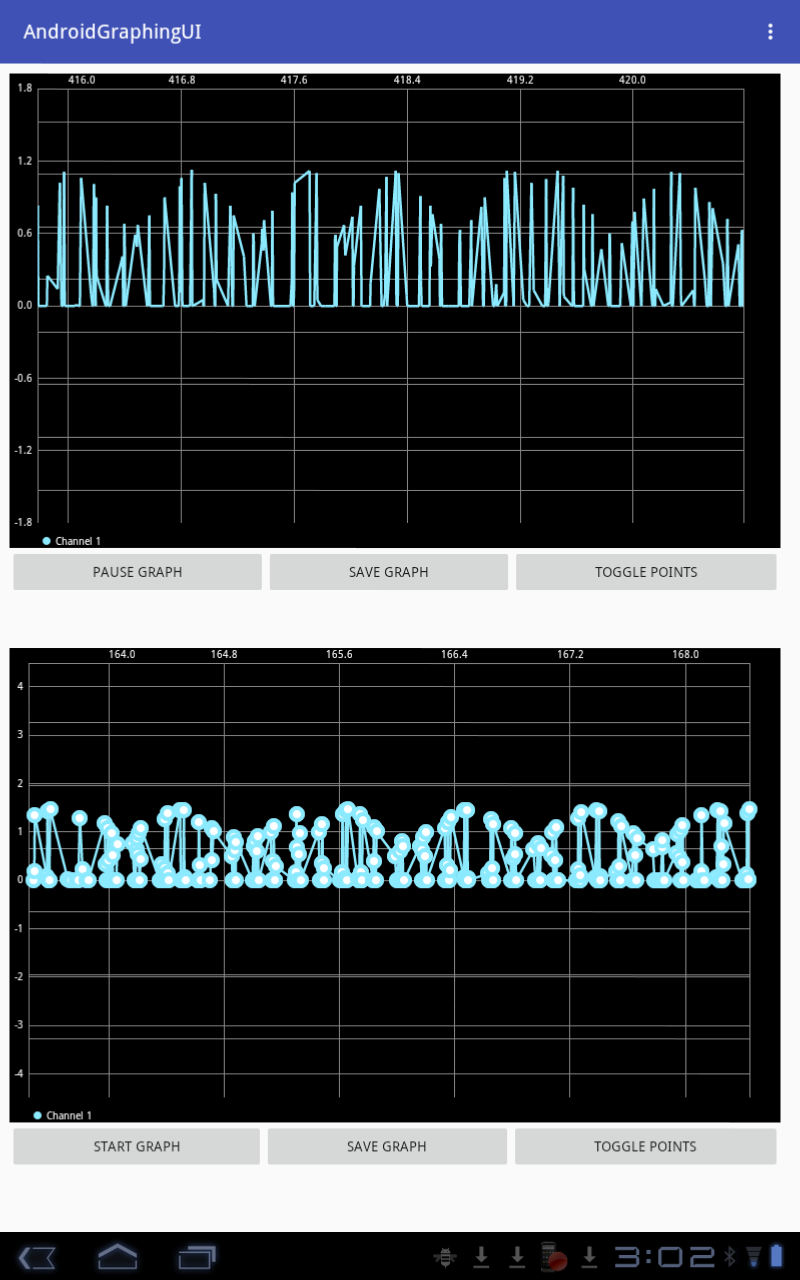 AndroidGraphingUI
416.0 416.8 417.6 418.4 419.2 420.0
1.8
1.2
0.6
0.0
-0.6
-1.2
-1.8
Channel 1
PAUSE GRAPH SAVE GRAPH TOGGLE POINTS
164.0 164.8 165.6 166.4 167.2 168.0
4
3
2
1
0
-1
-2
-3
-4
Channel 1
START GRAPH SAVE GRAPH TOGGLE POINTS
3:02